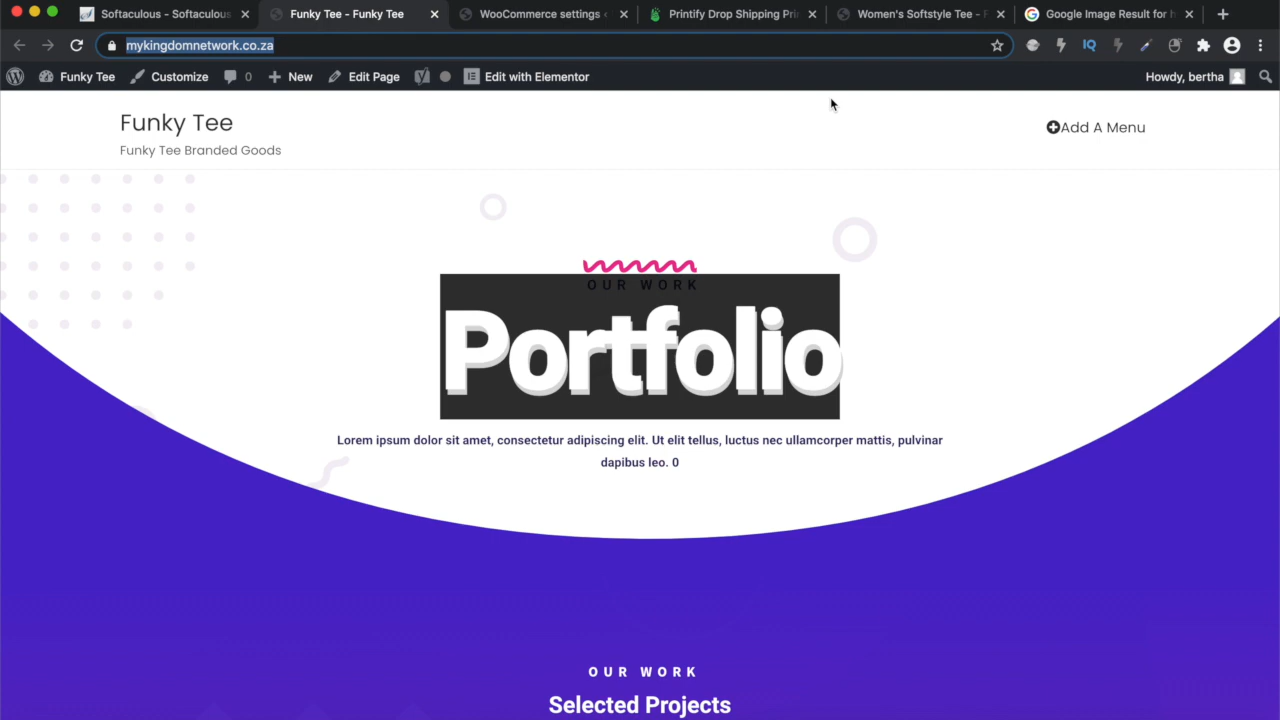 Softaculous - Softaculous
Funky Tee - Funky Tee
WooCommerce settings
Printify Drop Shipping Pri
Women's Softstyle Tee - F
Google Image Result for h
mykingdomnetwork.co.za
IQ
Funky Tee
Customize
0
New
Edit Page
Edit with Elementor
Howdy, bertha
Funky Tee
Funky Tee Branded Goods
Add A Menu
OUR WORK
Portfolio
Lorem ipsum dolor sit amet, consectetur adipiscing elit. Ut elit tellus, luctus nec ullamcorper mattis, pulvinar
dapibus leo. 0
OUR WORK
Selected Projects